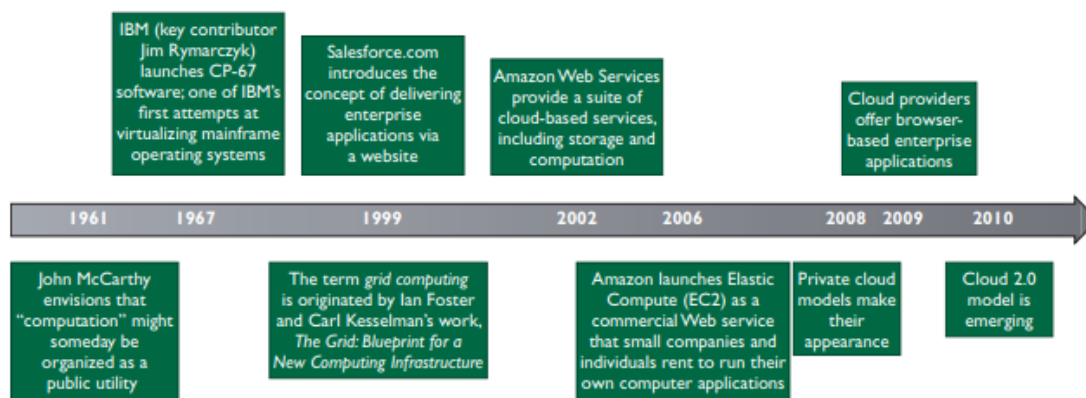 IBM (key contributor
Jim Rymarczyk)
launches CP-67
software; one of IBM's
first attempts at
virtualizing mainframe
operating systems
Salesforce.com
introduces the
concept of delivering
enterprise
applications via
a website
Amazon Web Services
provide a suite of
cloud-based services,
including storage and
computation
Cloud providers
offer browser-
based enterprise
applications
1961 1967 1999 2002 2006 2008 2009 2010
John McCarthy
envisions that
“computation” might
someday be
organized as a
public utility
The term grid computing
is originated by Ian Foster
and Carl Kesselman's work,
The Grid: Blueprint for a
New Computing Infrastructure
Amazon launches Elastic
Compute (EC2) as a
commercial Web service
that small companies and
individuals rent to run their
own computer applications
Private cloud
models make
their
appearance
Cloud 2.0
model is
emerging